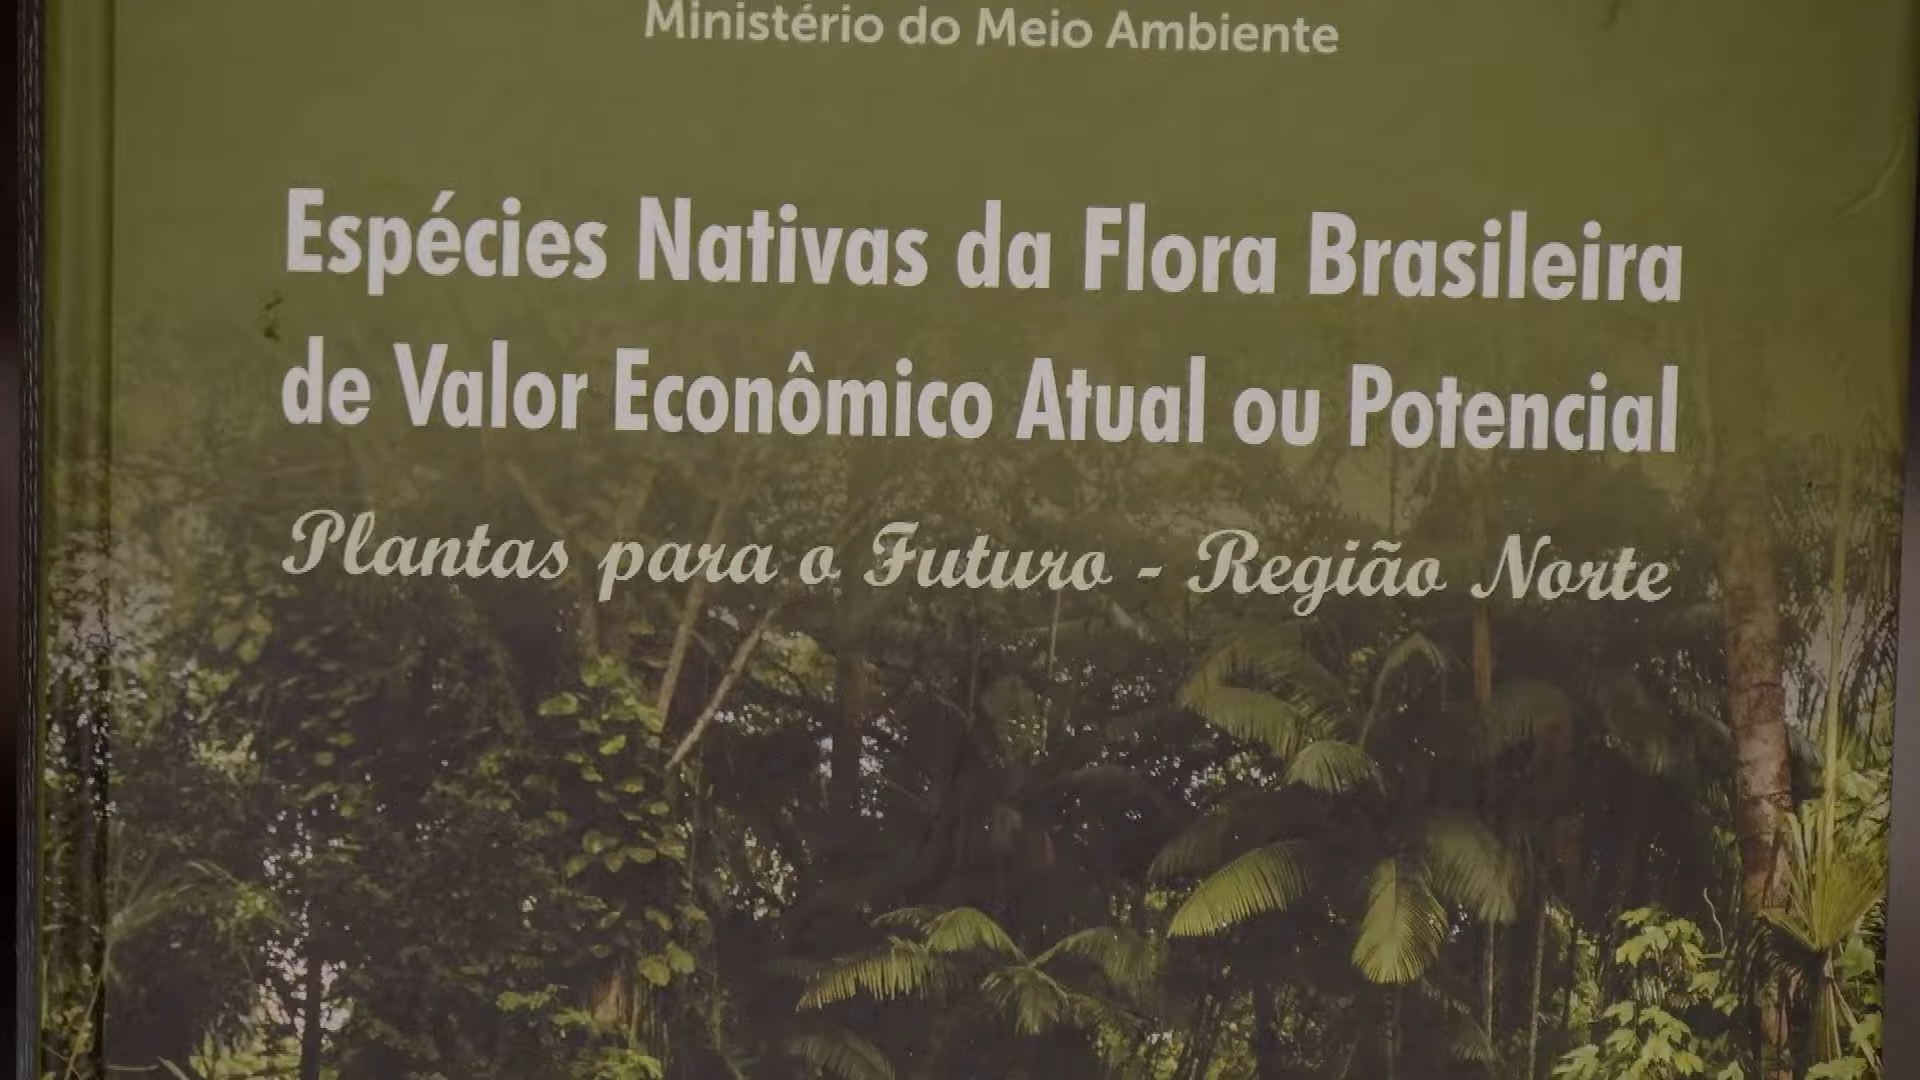 Ministério do Meio Ambiente
Espécies Nativas da Flora Brasileira
de Valor Econômico Atual ou Potencial
Plantas para o Futuro - Região Norte